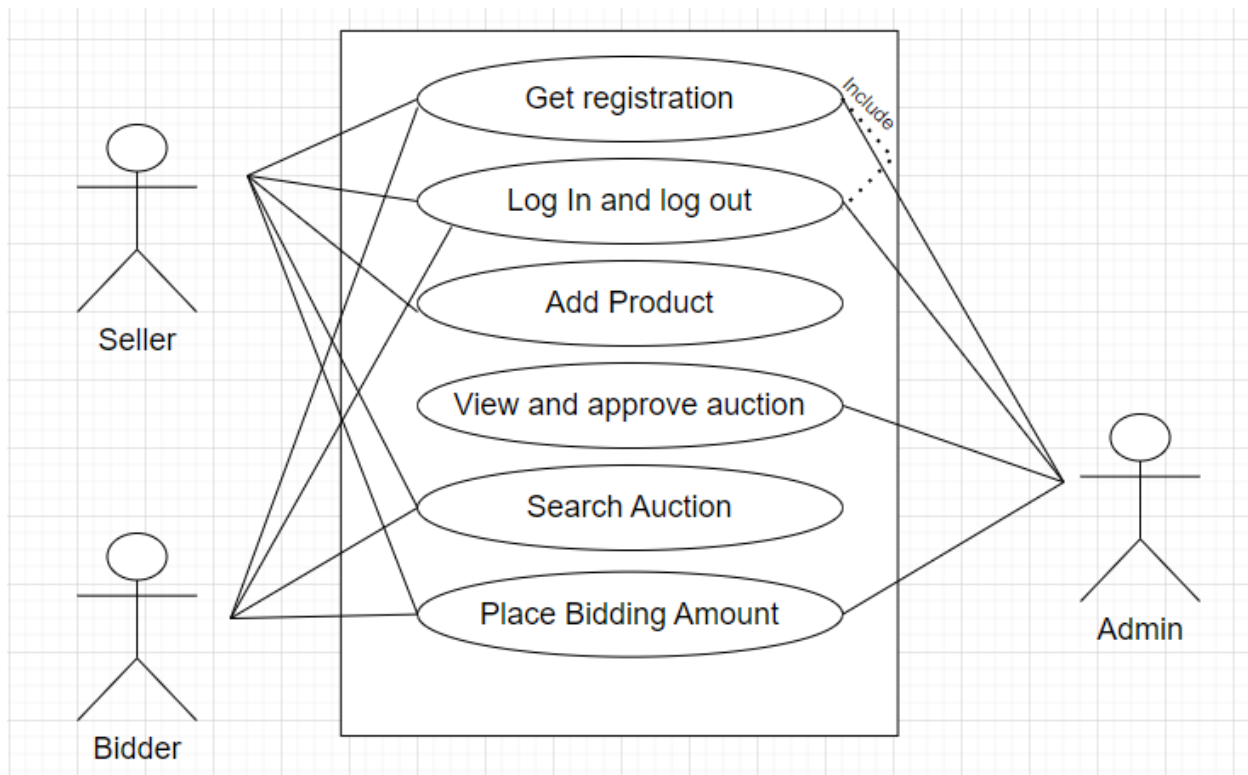 Get registration
Include
Log In and log out
Add Product
Seller
View and approve auction
Search Auction
Place Bidding Amount
Admin
Bidder